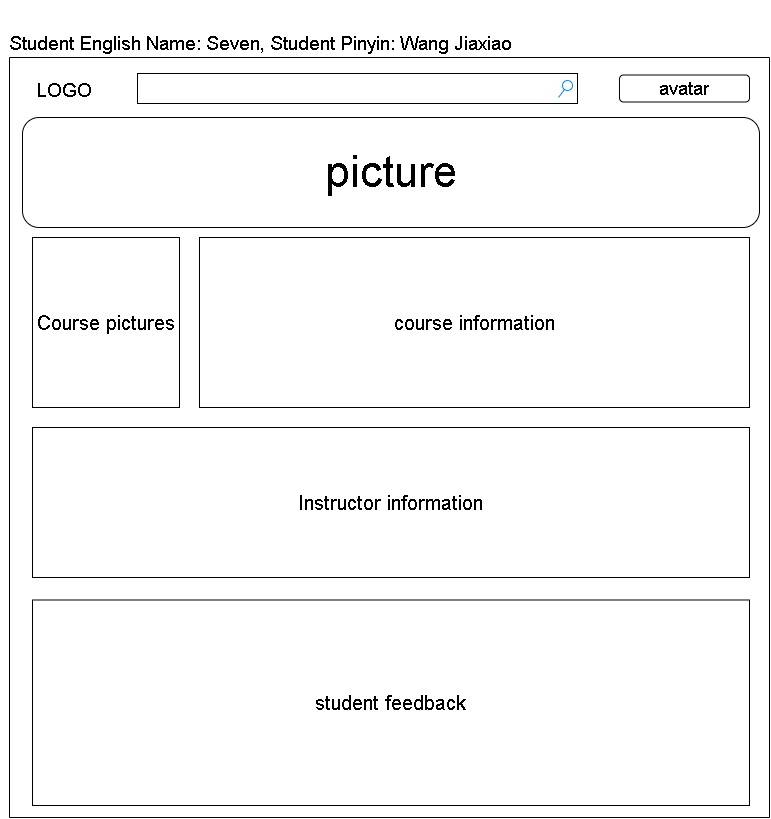 Student English Name: Seven, Student Pinyin: Wang Jiaxiao
LOGO
avatar
picture
Course pictures
course information
Instructor information
student feedback